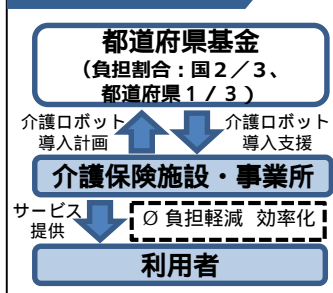 都道府県基金
（負担割合：国２／３、
都道府県１/３）
介護ロボット
導入計画
介護ロボット
導入支援
介護保険施設・事業所
サービス
提供
Ø 負担軽減 効率化
利用者